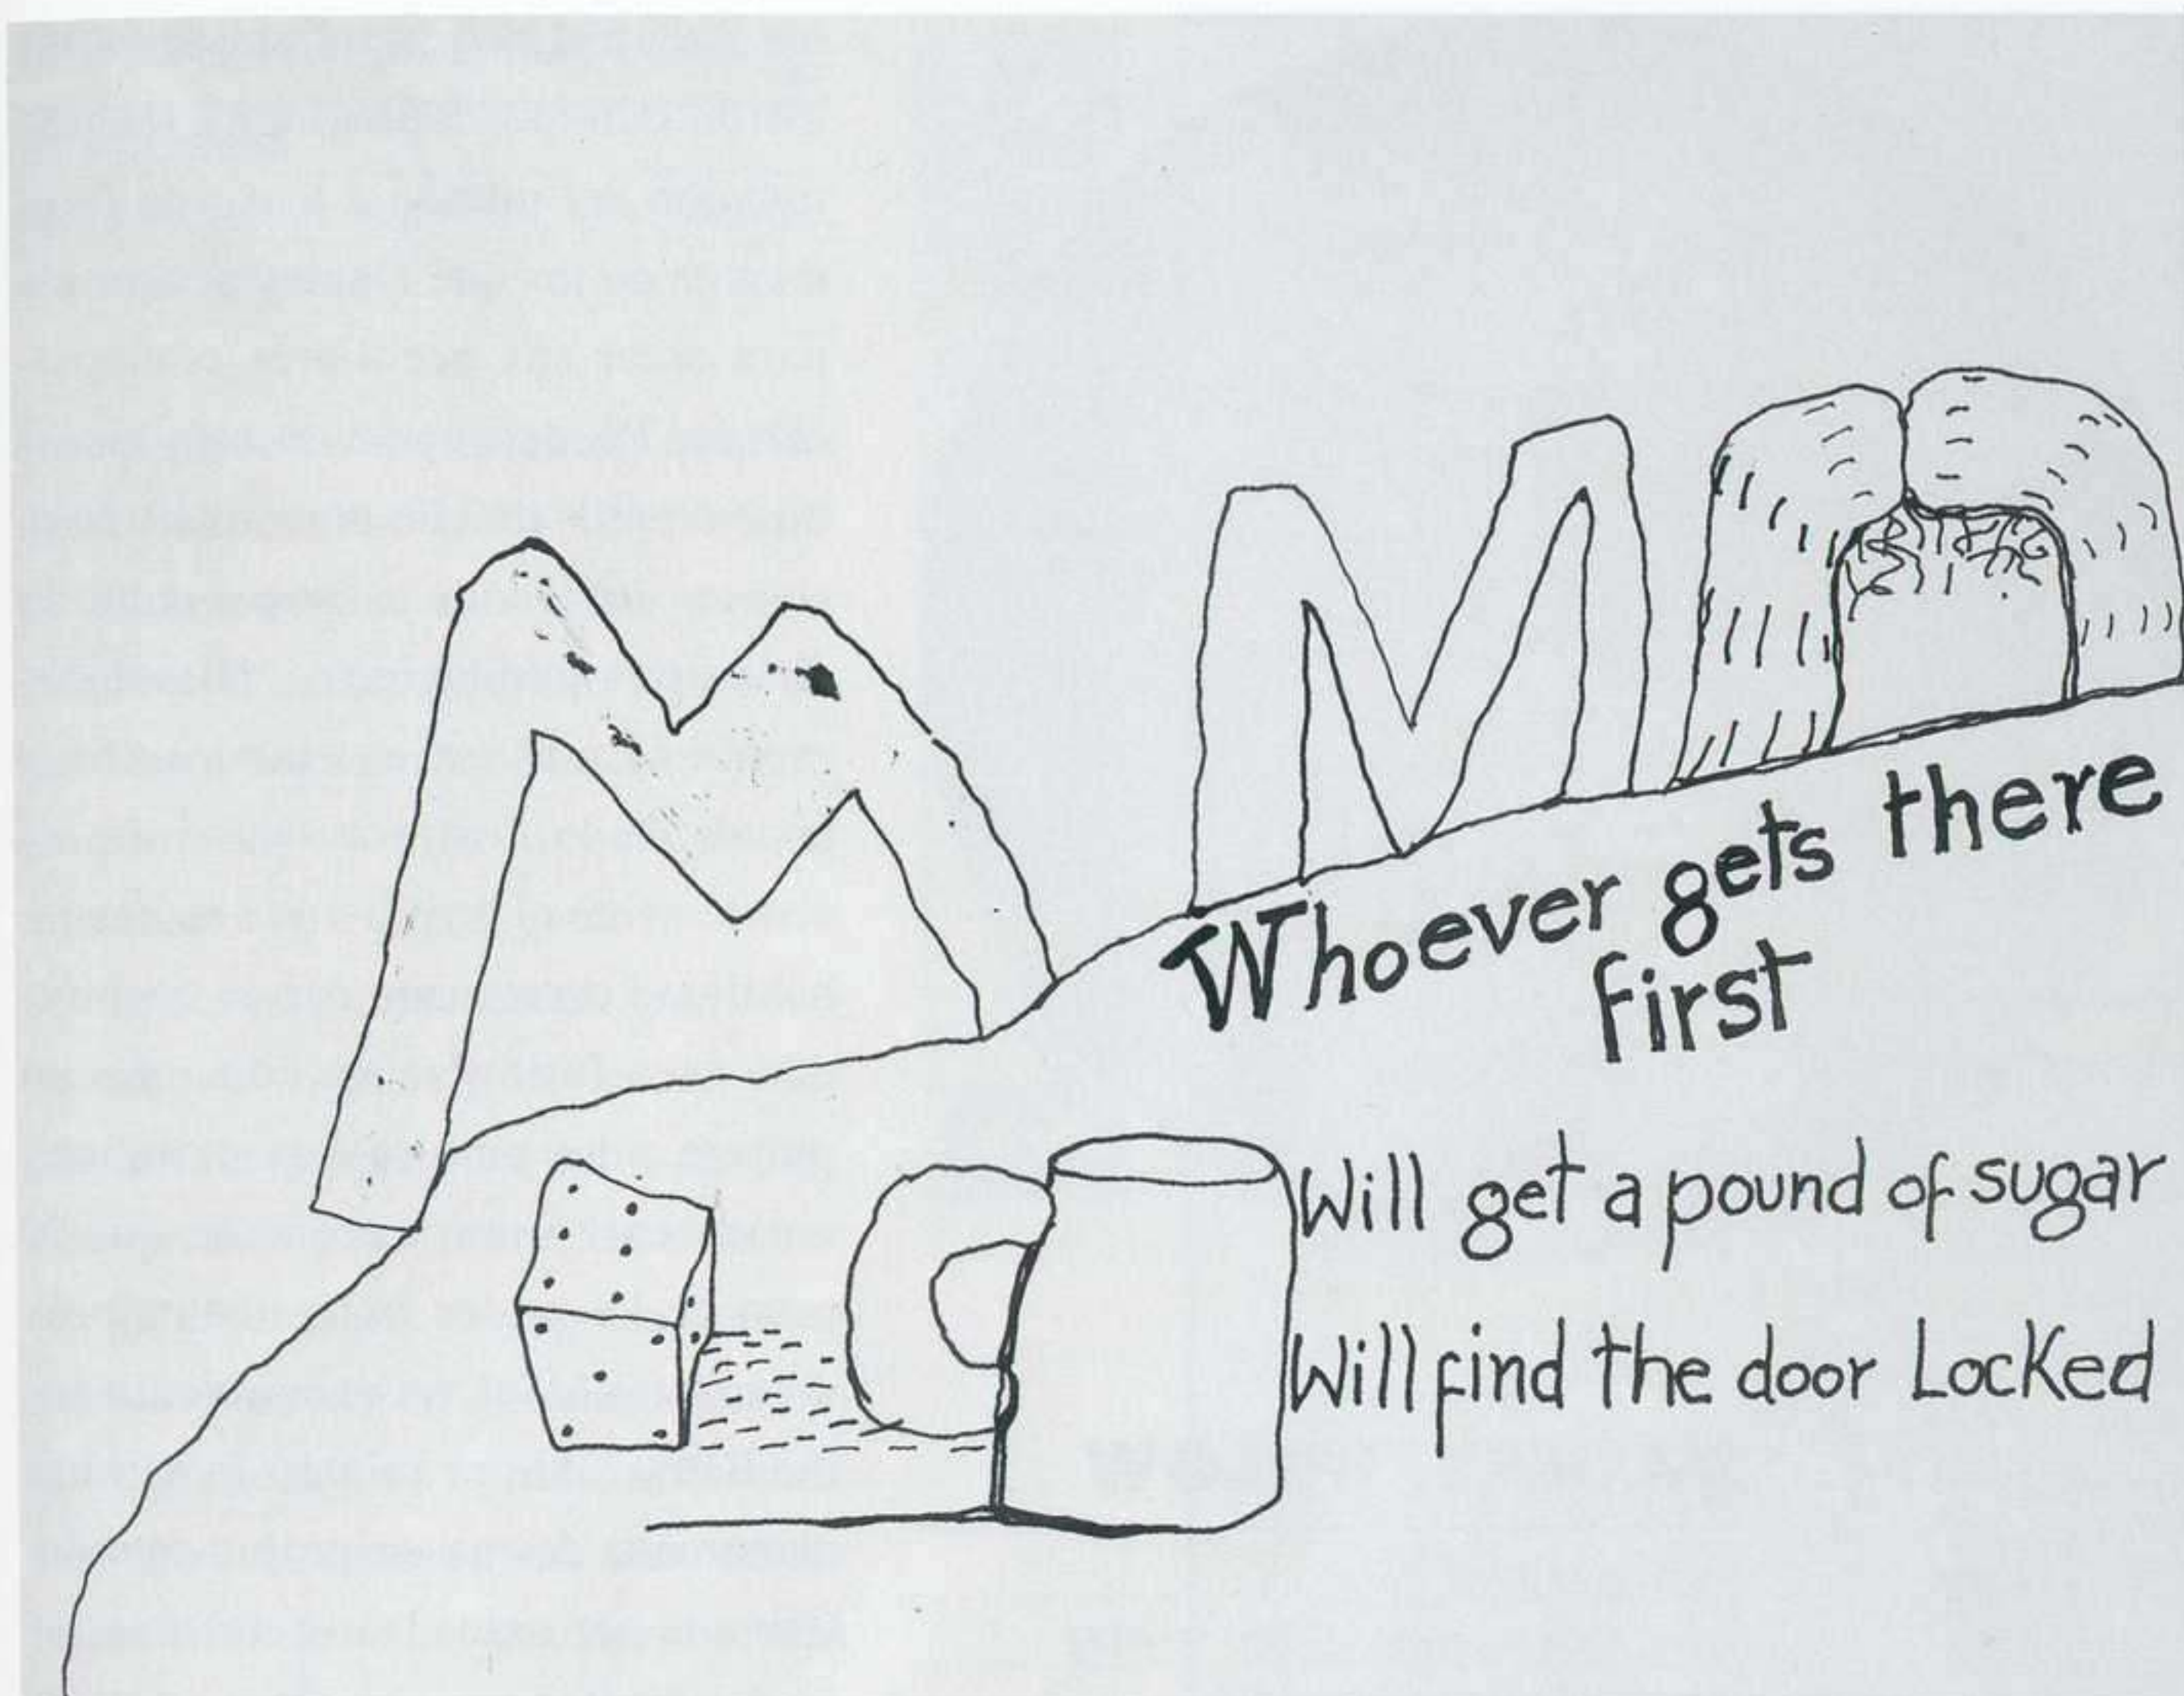 M M
Whoever gets there
first
Will get a pound of sugar
Will find the door Locked